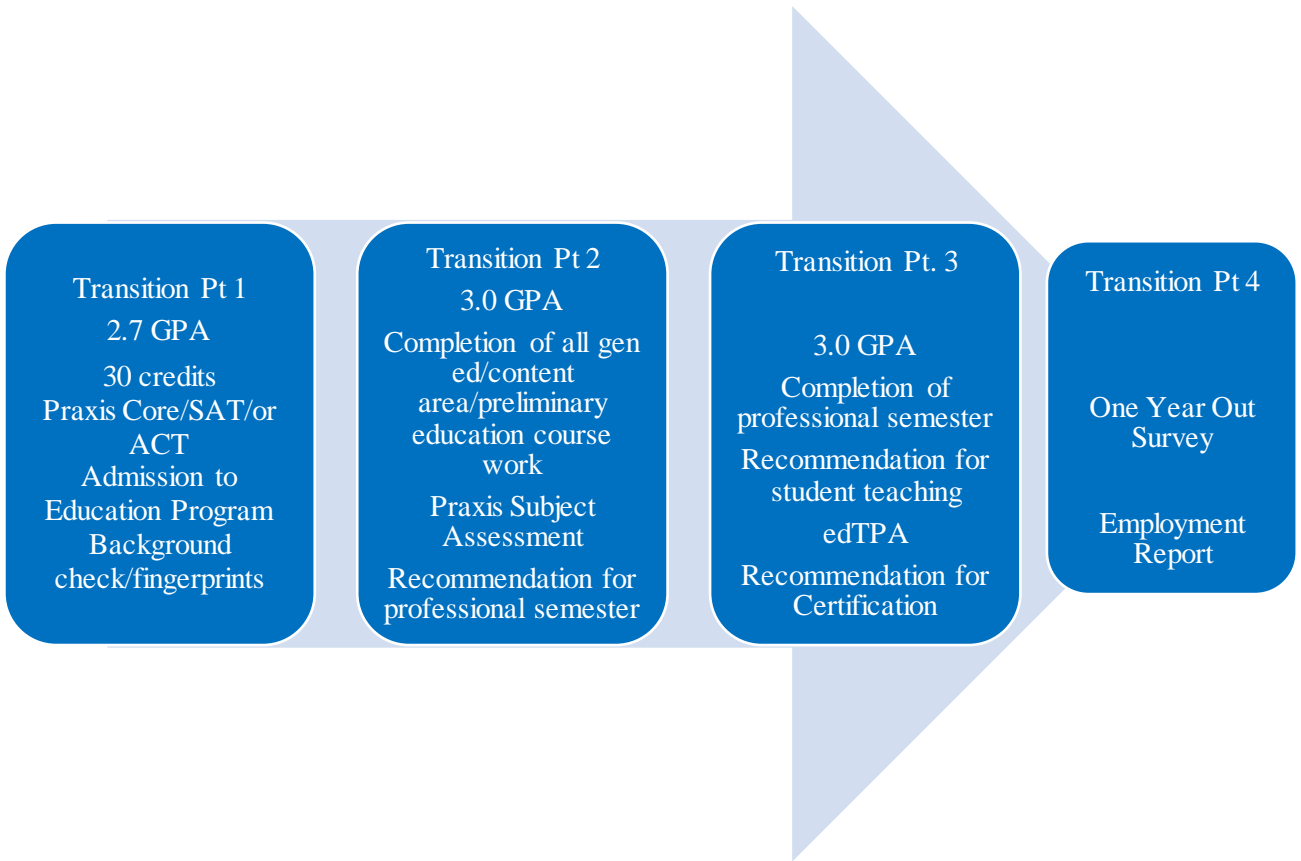 Transition Pt 1
2.7 GPA
30 credits
Praxis Core/SAT/or
ACT
Admission to
Education Program
Background
check/fingerprints
Transition Pt 2
3.0 GPA
Completion of all gen
ed/content
area/preliminary
education course
work
Praxis Subject
Assessment
Recommendation for
professional semester
Transition Pt. 3
3.0 GPA
Completion of
professional semester
Recommendation for
student teaching
edTPA
Recommendation for
Certification
Transition Pt 4
One Year Out
Survey
Employment
Report